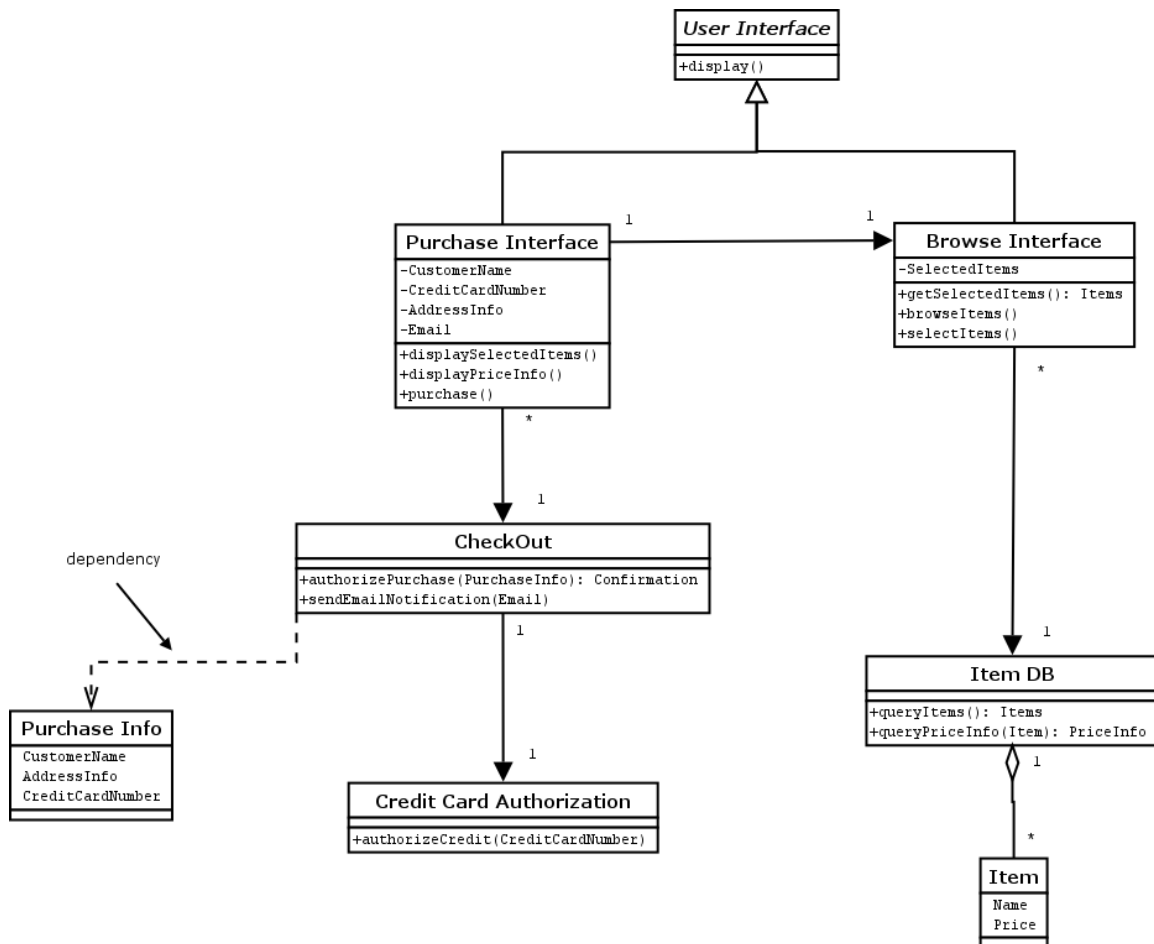 User Interface
+display()
1
1
Purchase Interface
-CustomerName
-CreditCardNumber
-AddressInfo
-Email
+displaySelectedItems()
+displayPriceInfo()
+purchase()
Browse Interface
-SelectedItems
+getSelectedItems(): Items
+browseItems()
+selectItems()
*
*
1
CheckOut
+authorizePurchase(PurchaseInfo): Confirmation
+sendEmailNotification(Email)
dependency
1
1
Item DB
+queryItems(): Items
+queryPriceInfo(Item): PriceInfo
Purchase Info
CustomerName
AddressInfo
CreditCardNumber
1
1
Credit Card Authorization
+authorizeCredit(CreditCardNumber)
*
Item
Name
Price